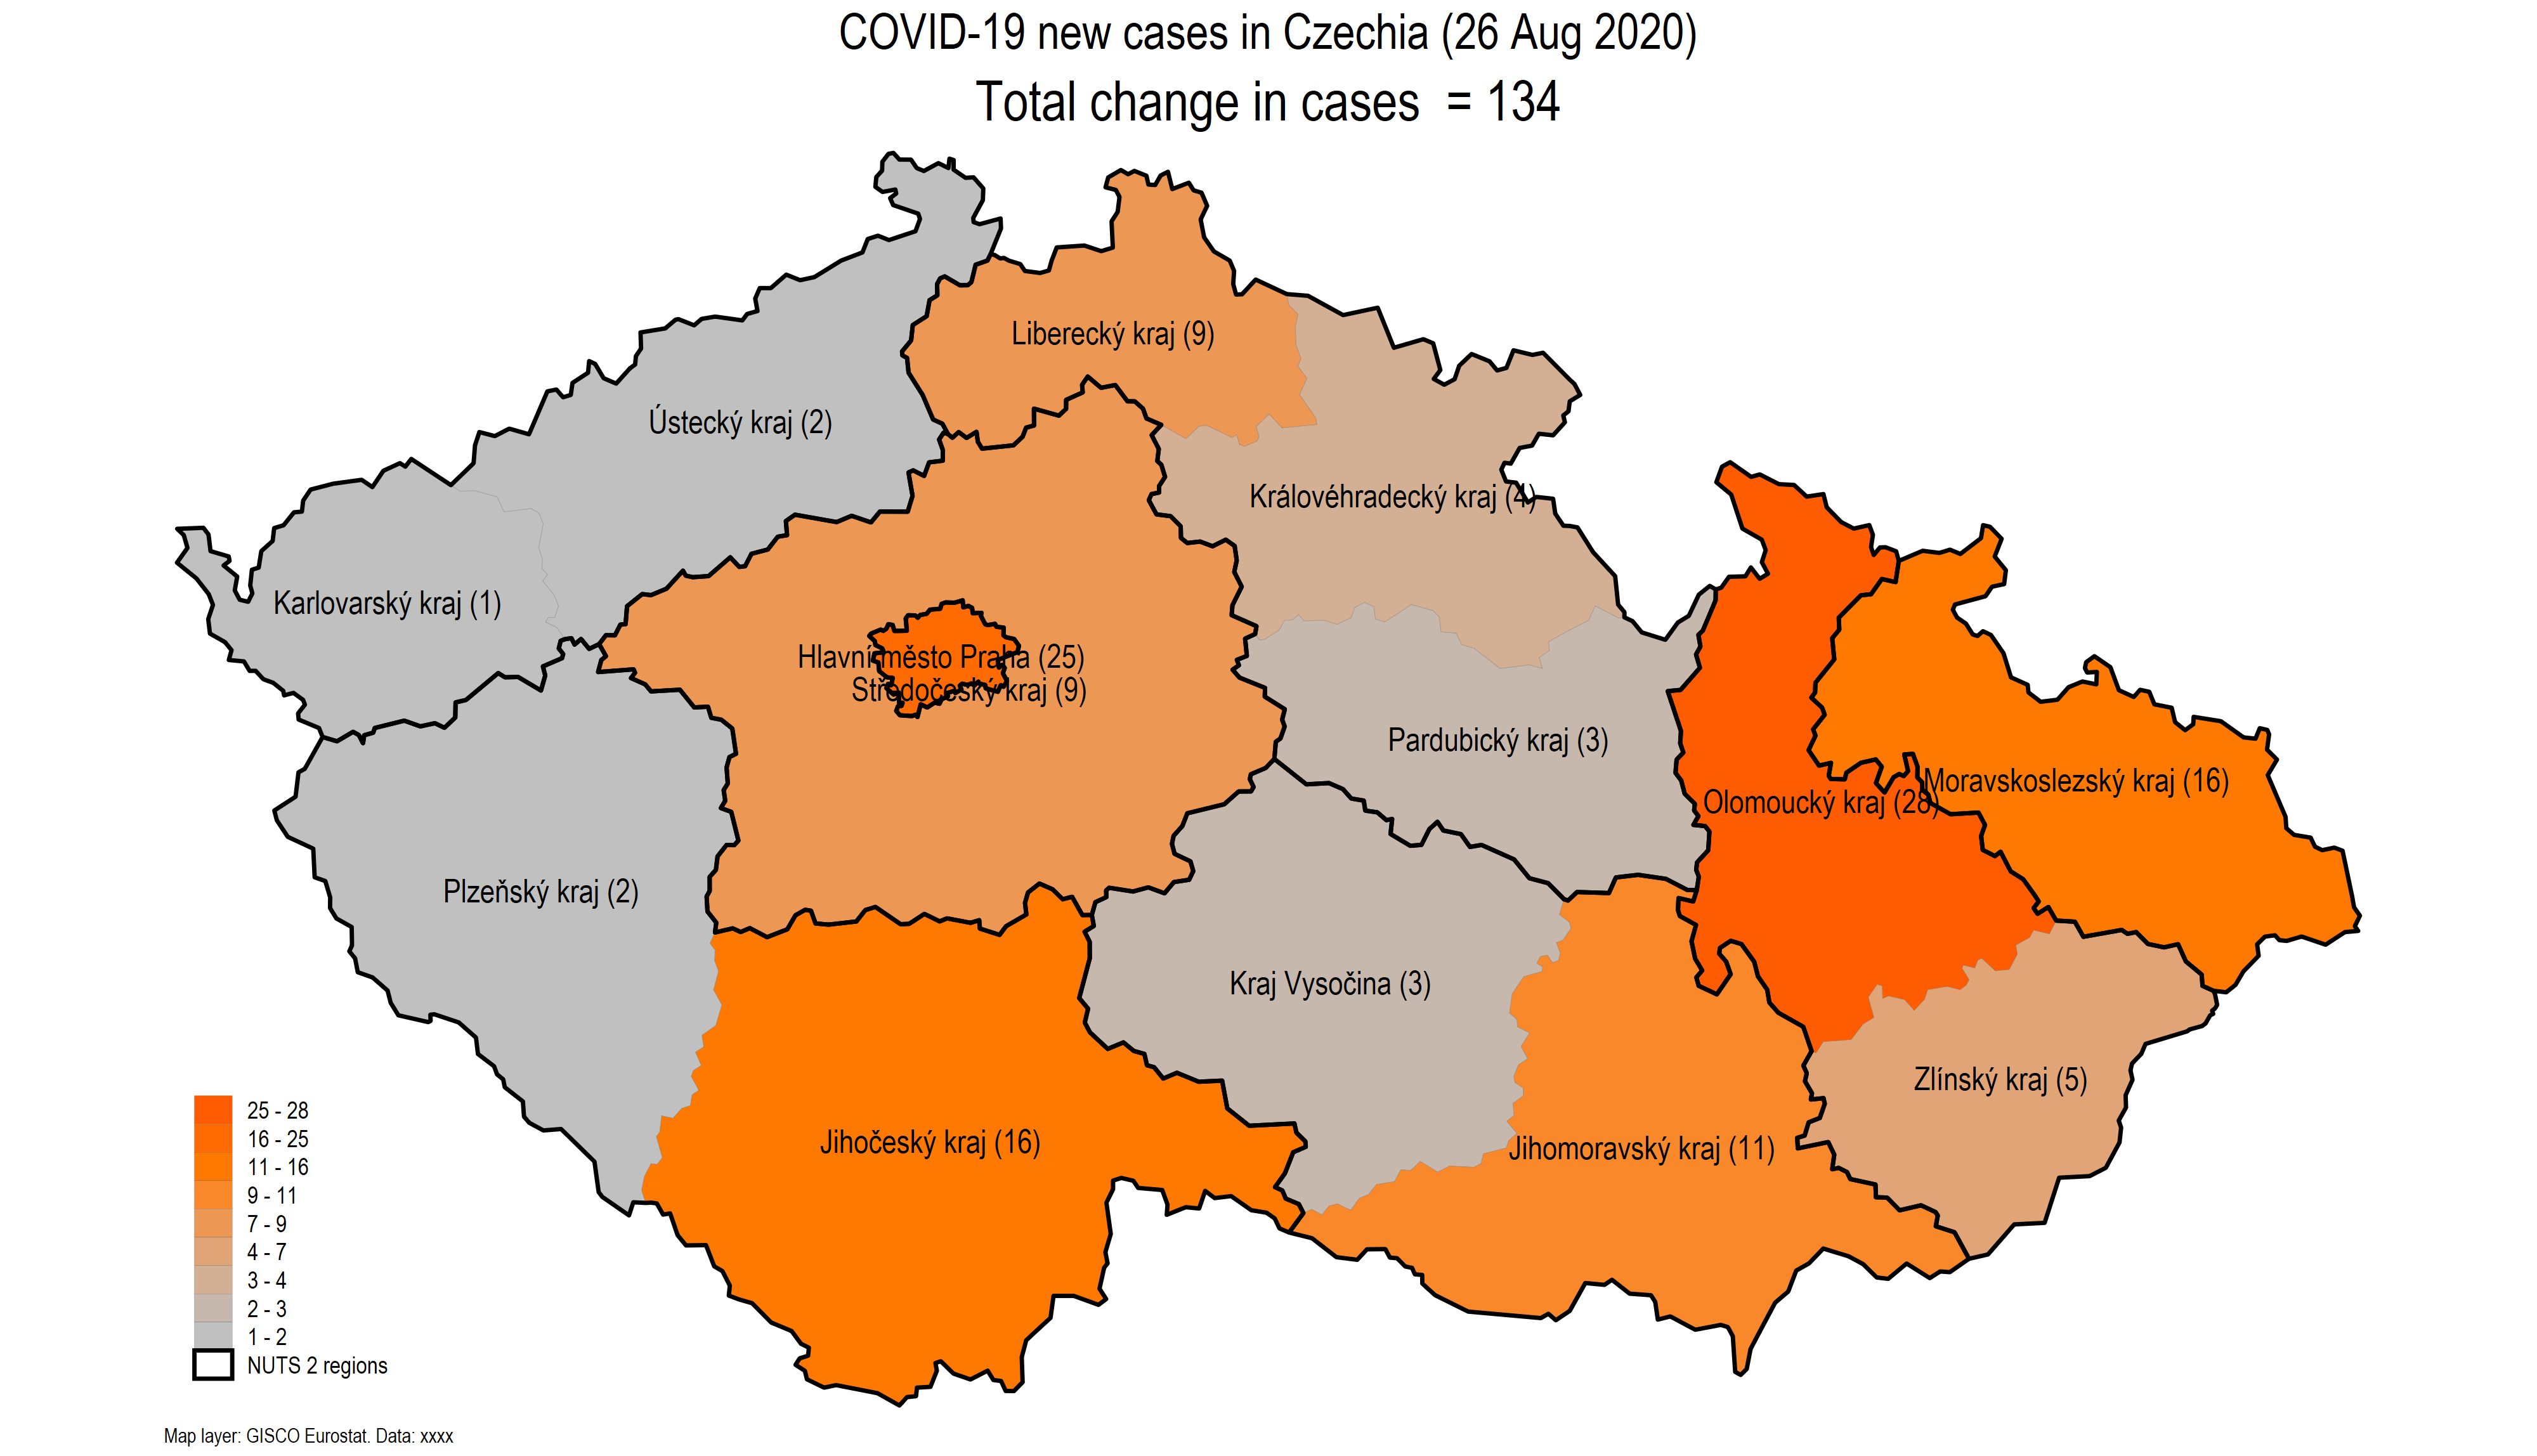 COVID-19 new cases in Czechia (26 Aug 2020)
Total change in cases  = 134
Liberecký kraj (9)
Ústecký kraj (2)
Královéhradecký kraj (4)
Karlovarský kraj (1)
Hlavní město Praha (25)
Středočeský kraj (9)
Pardubický kraj (3)
Moravskoslezský kraj (16)
Olomoucký kraj (28)
Plzeňský kraj (2)
Kraj Vysočina (3)
Zlínský kraj (5)
Jihočeský kraj (16)
Jihomoravský kraj (11)
25 - 28
16 - 25
11 - 16
9 - 11
7 - 9
4 - 7
3 - 4
2 - 3
1 - 2
NUTS 2 regions
Map layer: GISCO Eurostat. Data: xxxx